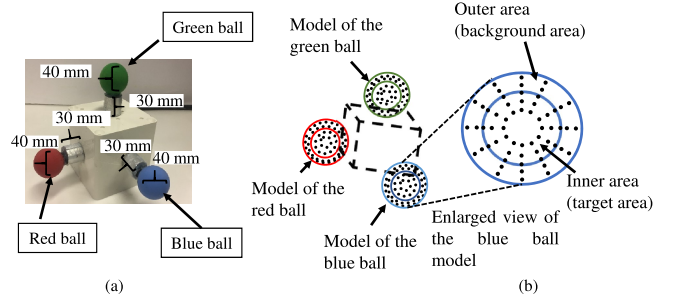 Green ball
40 mm
30 mm
30 mm
40 mm
30 mm
40 mm
Red ball
Blue ball
(a)
Model of the
green ball
Model of the
red ball
Model of the
blue ball
Outer area
(background area)
Inner area
(target area)
Enlarged view of
the blue ball
model
(b)